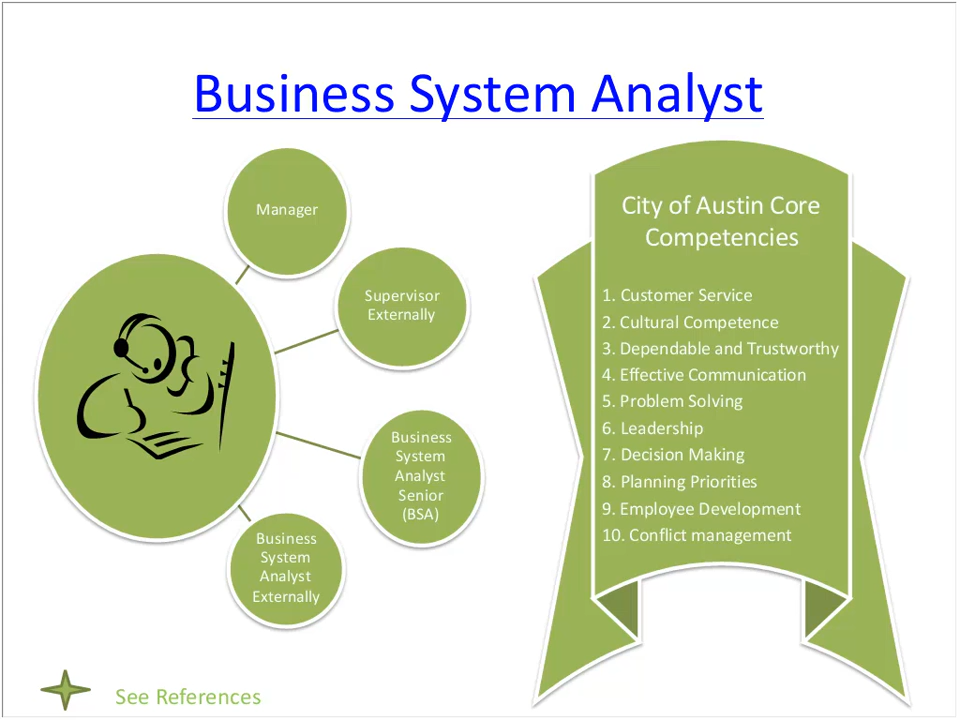 Business System Analyst
Manager
Supervisor
Externally
Business
System
Analyst
Senior
(BSA)
Business
System
Analyst
Externally
City of Austin Core
Competencies
1. Customer Service
2. Cultural Competence
3. Dependable and Trustworthy
4. Effective Communication
5. Problem Solving
6. Leadership
7. Decision Making
8. Planning Priorities
9. Employee Development
10. Conflict management
See References